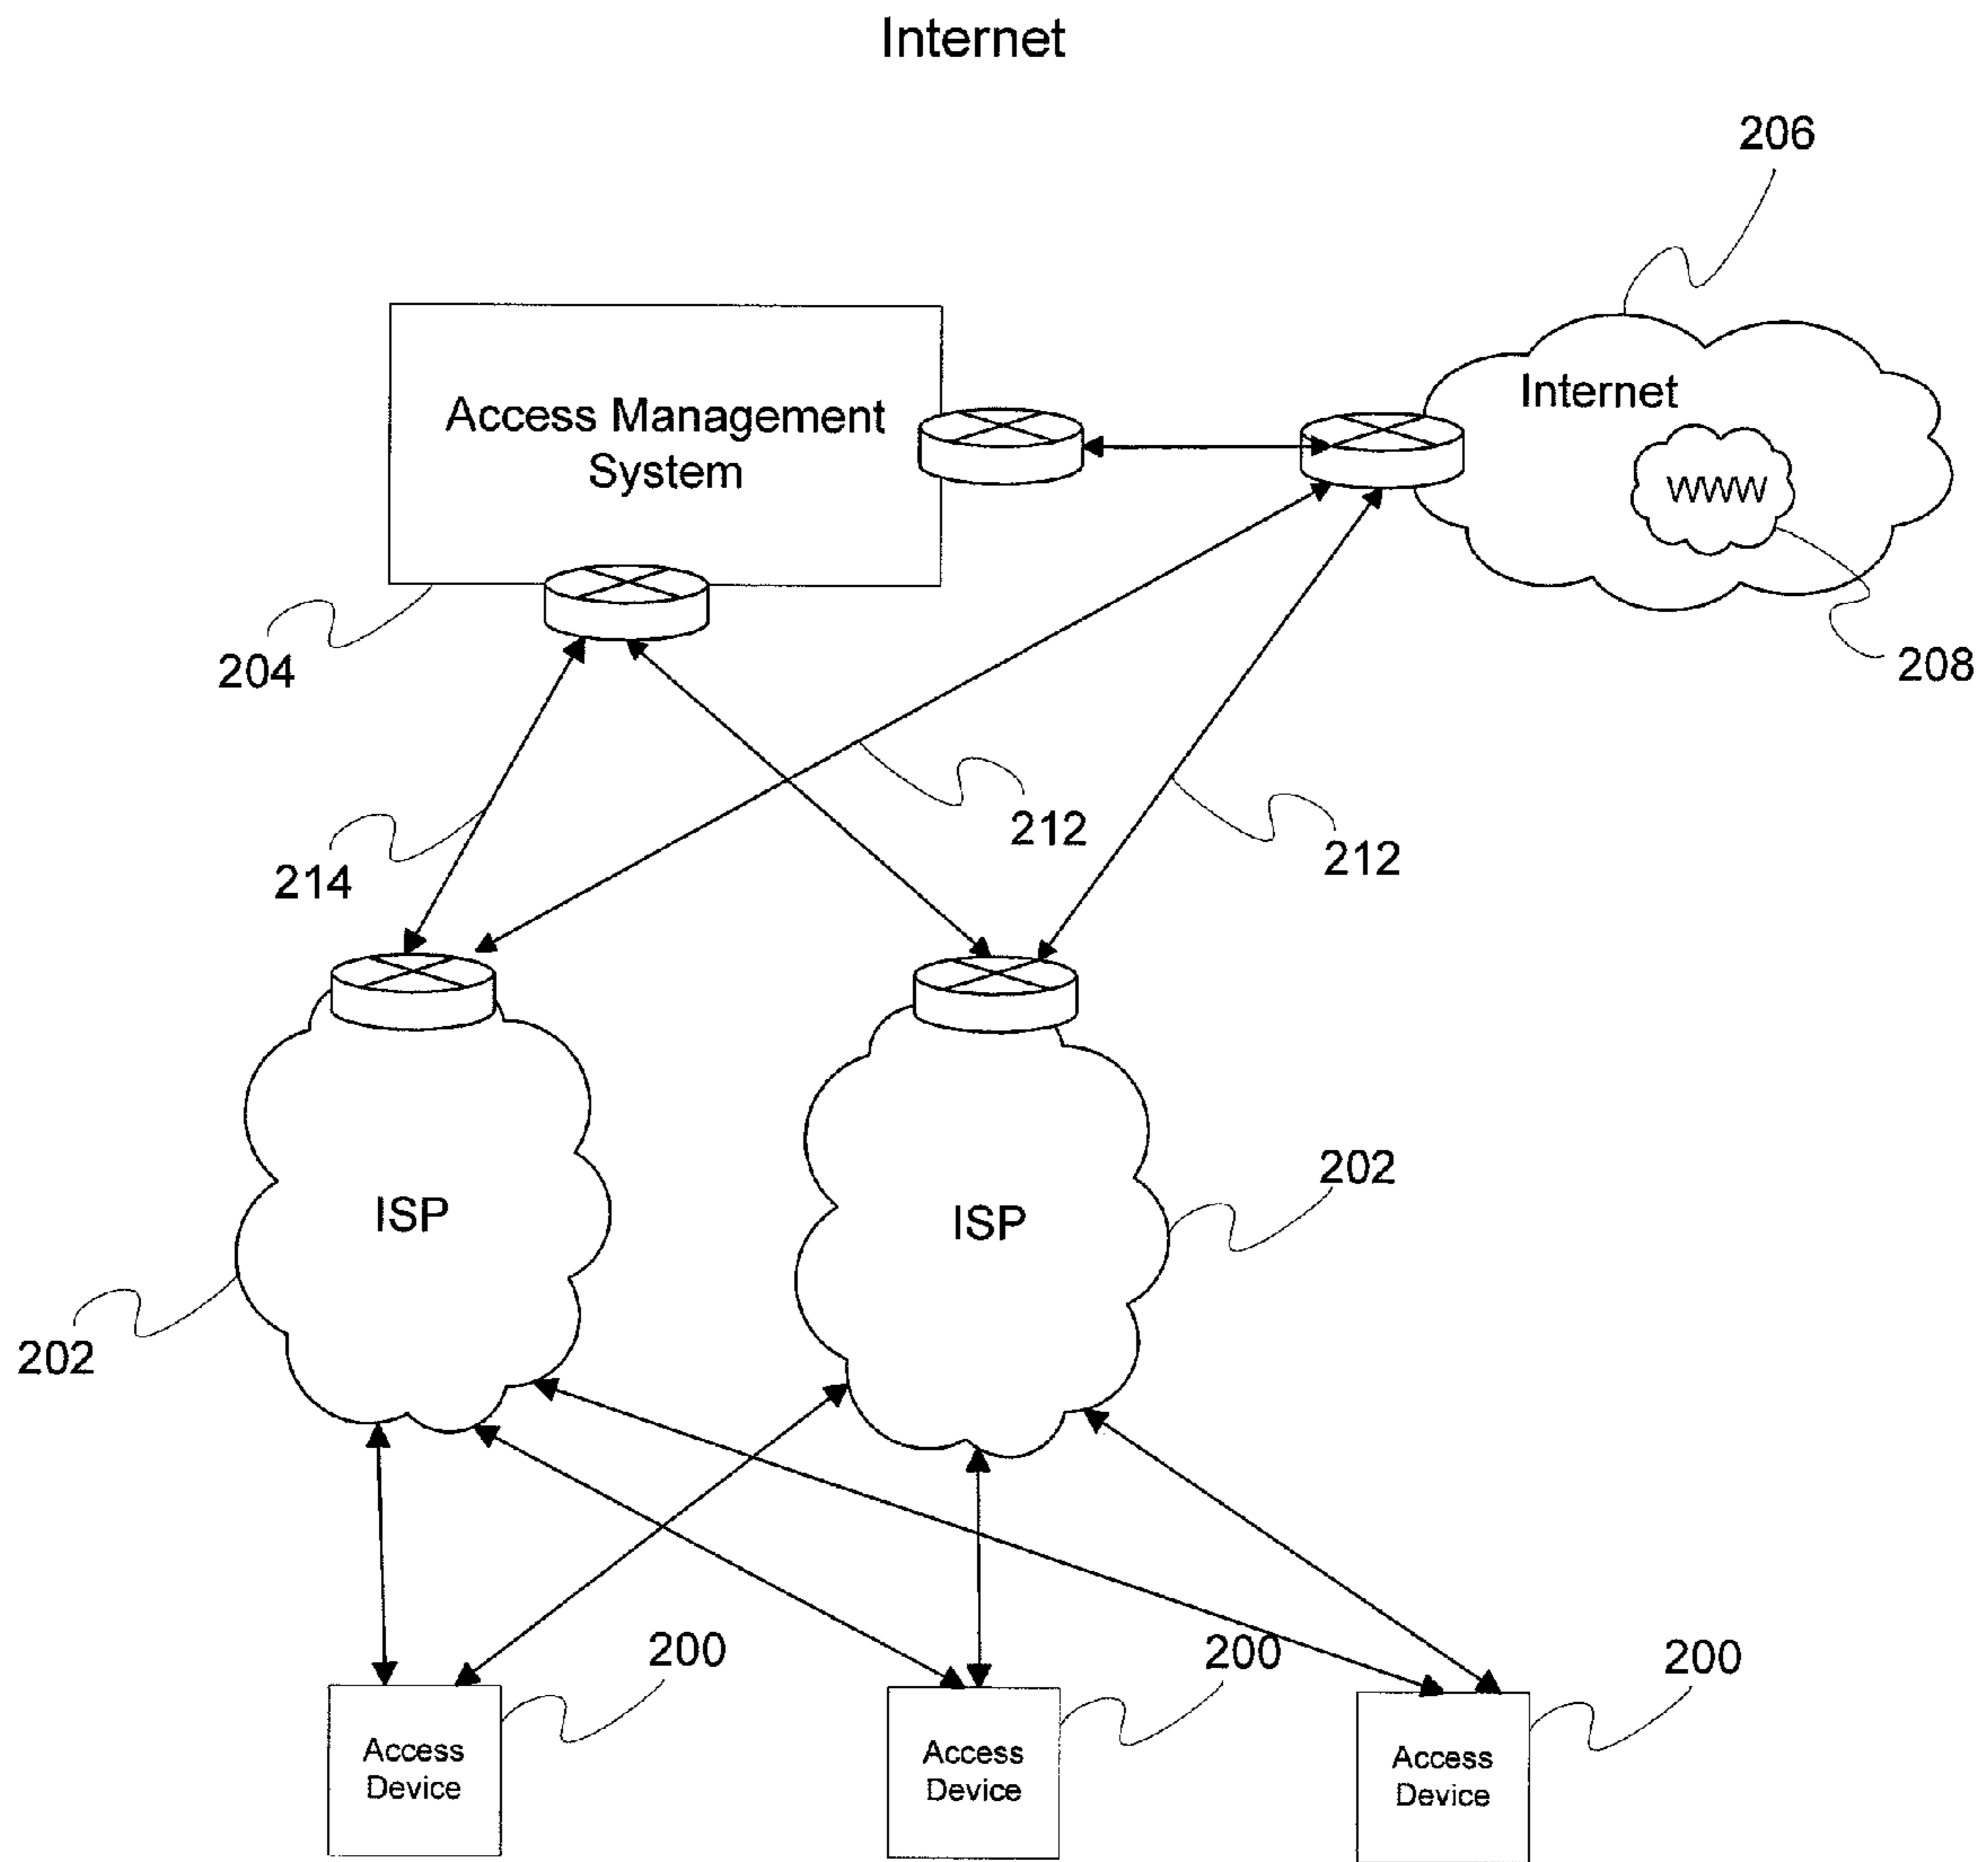 Internet
206
Internet
Access Management
System
WWW
204
208
212
212
214
202
ISP
ISP
202
200
200
200
Access
Device
Access
Device
Access
Device